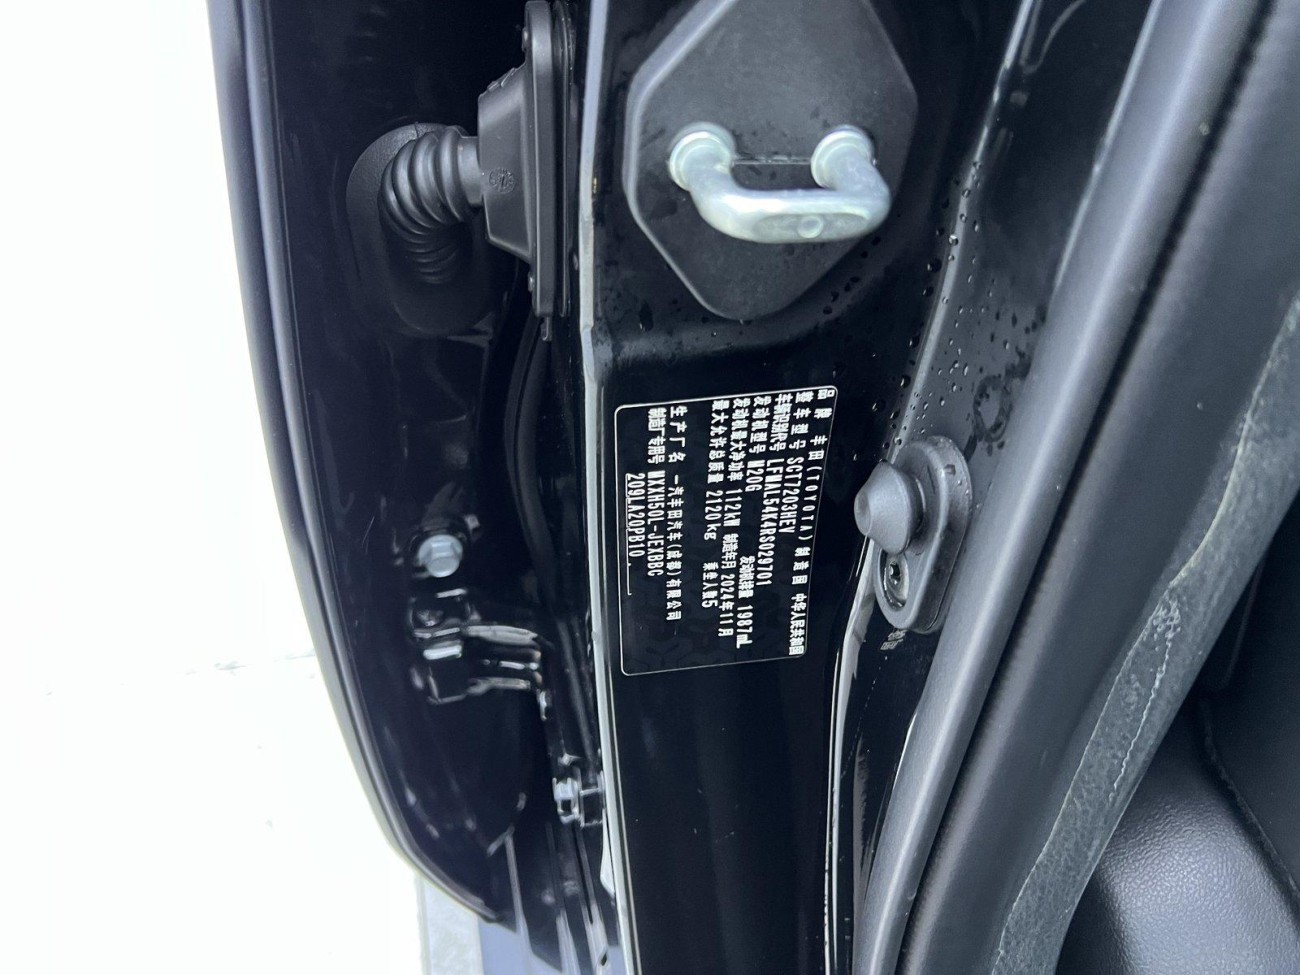 品牌 丰田(TOYOTA) 制造国 中华人民共和国
整车型号 SCT7203HEV
车辆识别代号 LFMAL54K4RS029701
发动机型号 M20G 发动机排量 1987mL
发动机最大净功率 112kW 制造年月 2024年11月
最大允许总质量 2120kg 乘坐人数5
生产厂名 一汽丰田汽车(成都)有限公司
制造厂专用号 MXXH50L-JEXBBC
209LA20PB10